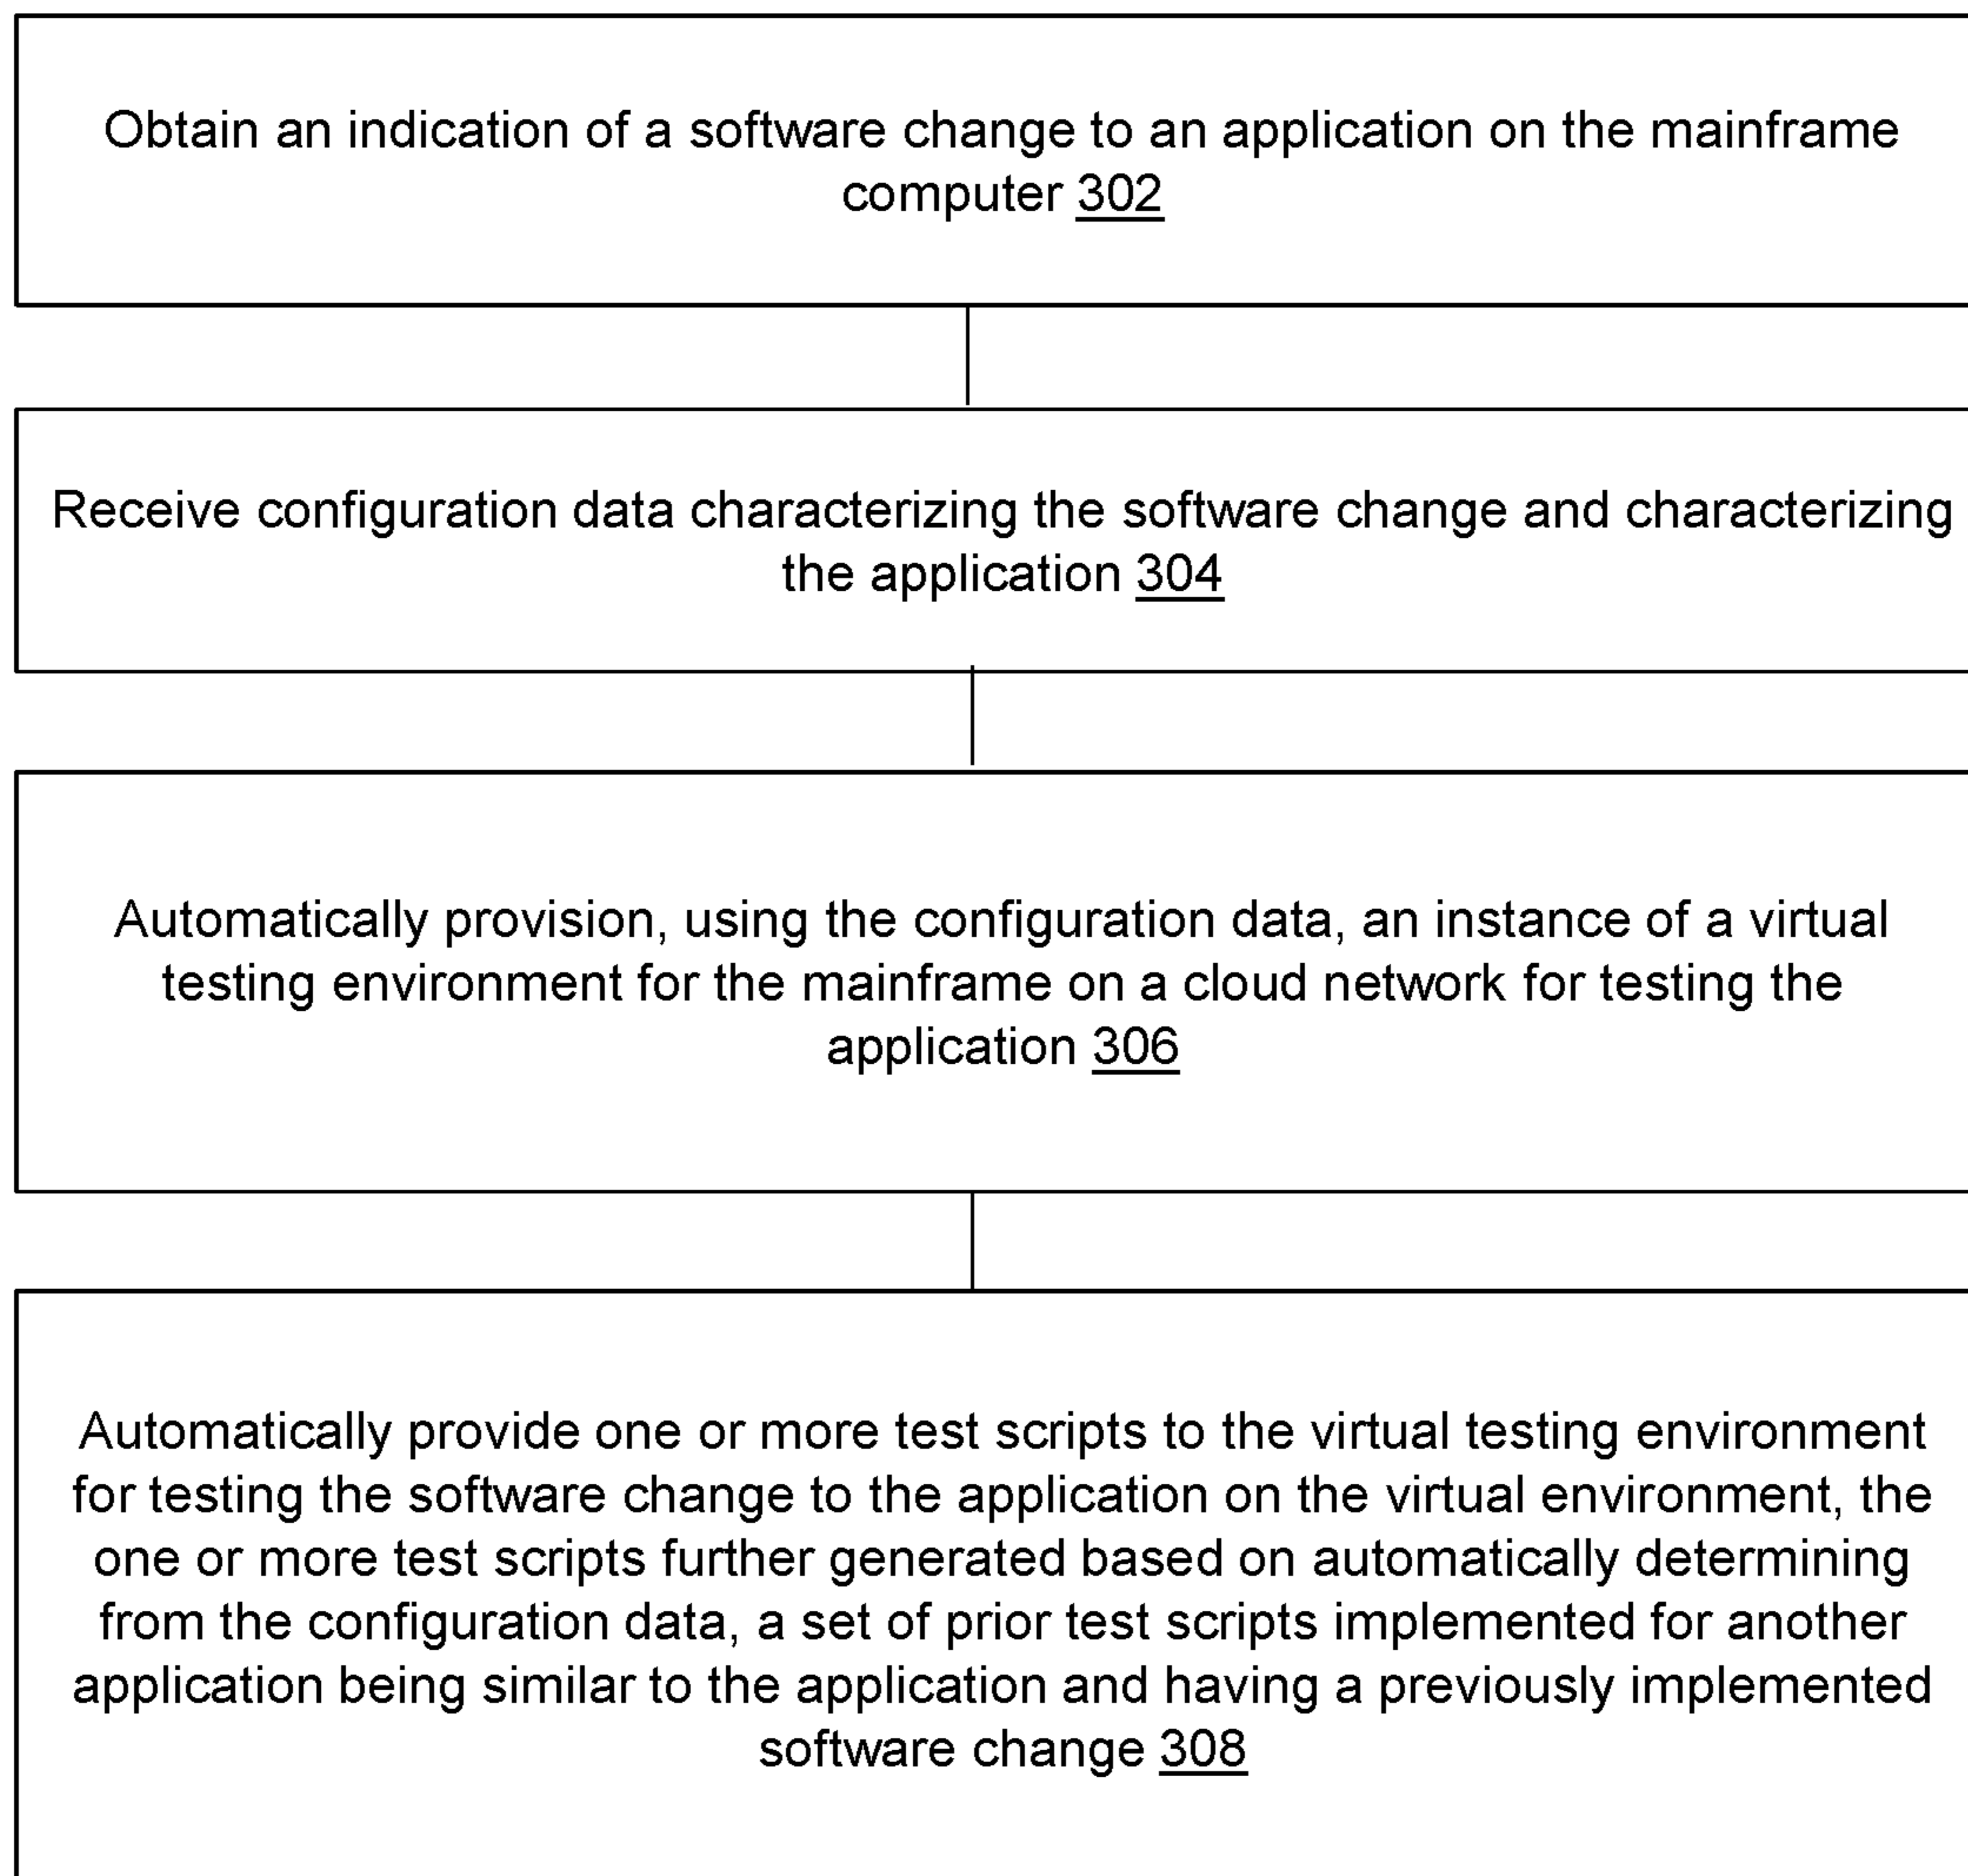 Obtain an indication of a software change to an application on the mainframe
computer 302
Receive configuration data characterizing the software change and characterizing
the application 304
Automatically provision, using the configuration data, an instance of a virtual
testing environment for the mainframe on a cloud network for testing the
application 306
Automatically provide one or more test scripts to the virtual testing environment
for testing the software change to the application on the virtual environment, the
one or more test scripts further generated based on automatically determining
from the configuration data, a set of prior test scripts implemented for another
application being similar to the application and having a previously implemented
software change 308